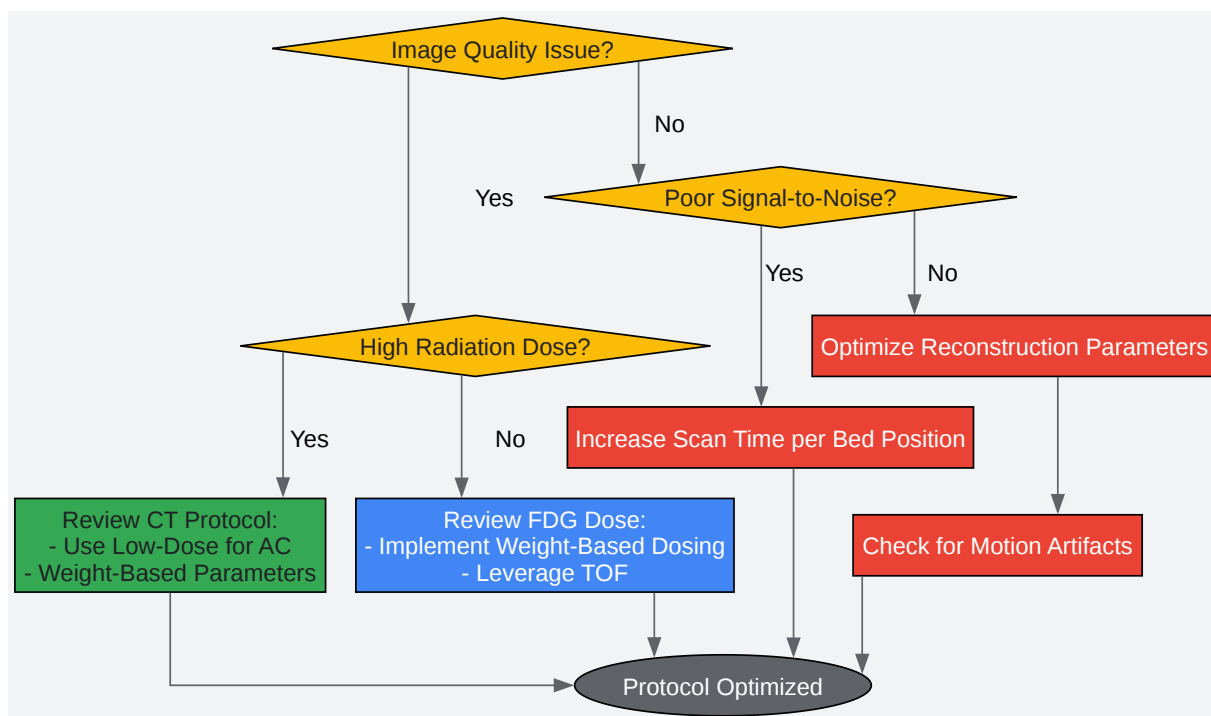 Image Quality Issue?
No
Yes
Poor Signal-to-Noise?
Yes
No
High Radiation Dose?
Optimize Reconstruction Parameters
Yes
No
Increase Scan Time per Bed Position
Review CT Protocol:
- Use Low-Dose for AC
- Weight-Based Parameters
Review FDG Dose:
- Implement Weight-Based Dosing
- Leverage TOF
Check for Motion Artifacts
Protocol Optimized